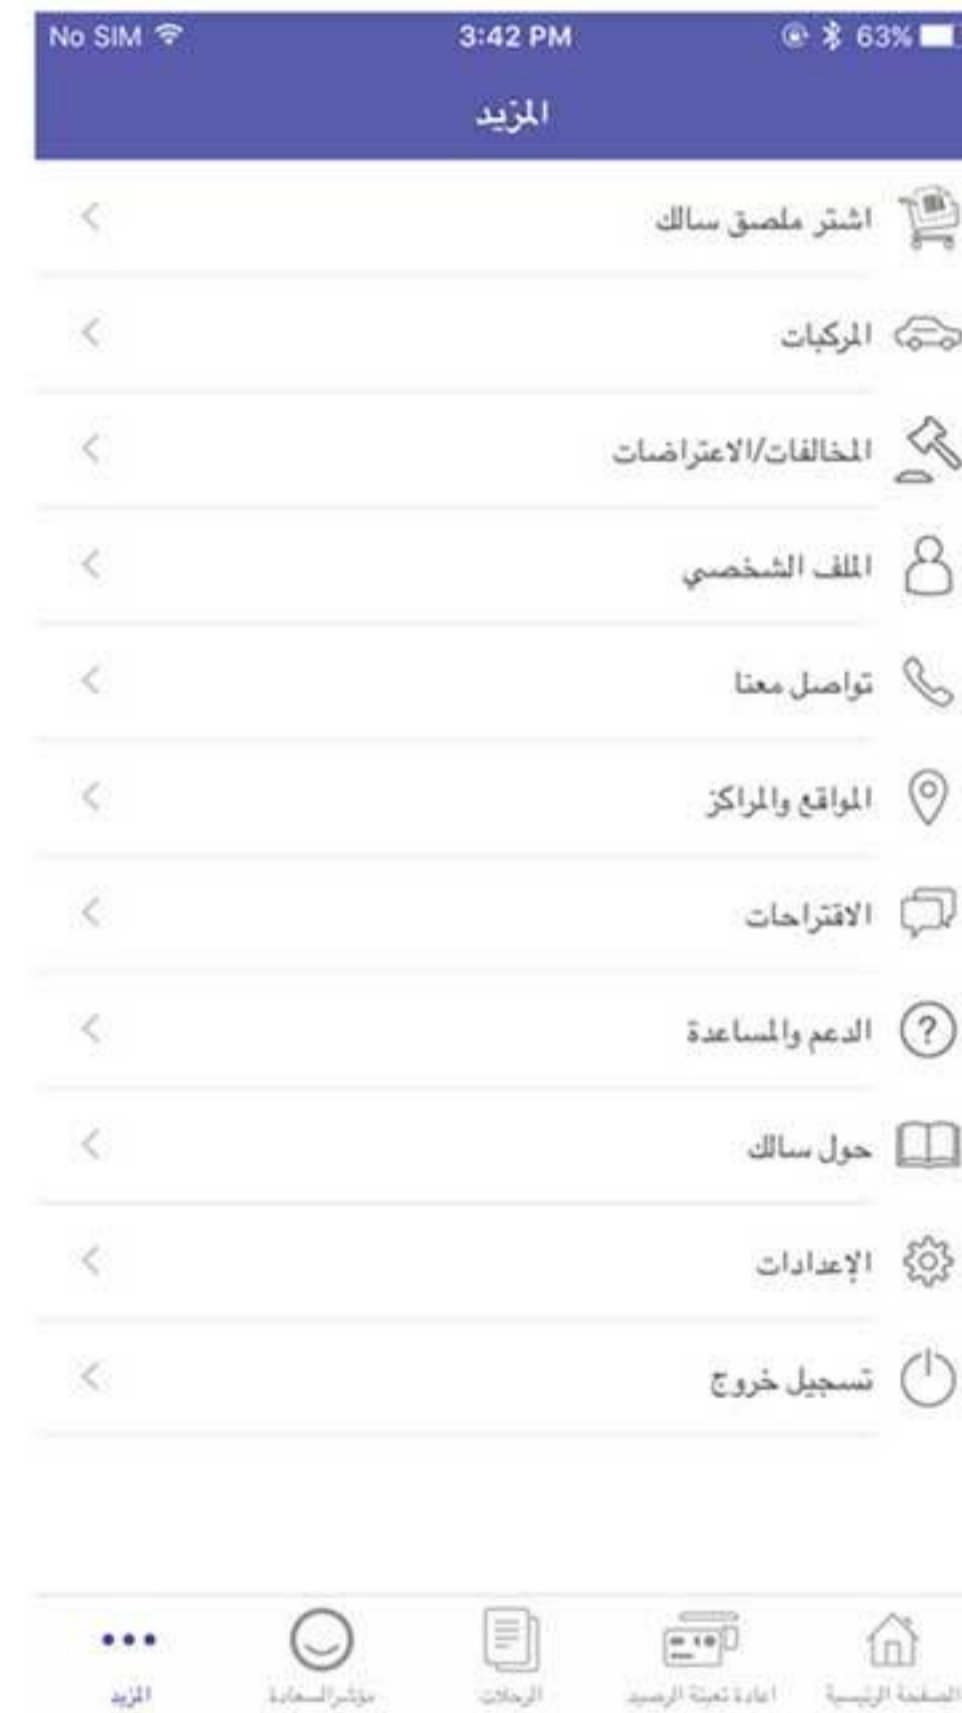 No SIM 3:42 PM 63%
المزيد
اشتر ملصق سالك
المركبات
المخالفات/الاعتراضات
الملف الشخصي
تواصل معنا
المواقع والمراكز
الاقتراحات
الدعم والمساعدة
حول سالك
الإعدادات
تسجيل خروج
الصفحة الرئيسية اعادة تعبئة الرصيد الرحلات مؤشر السعادة المزيد